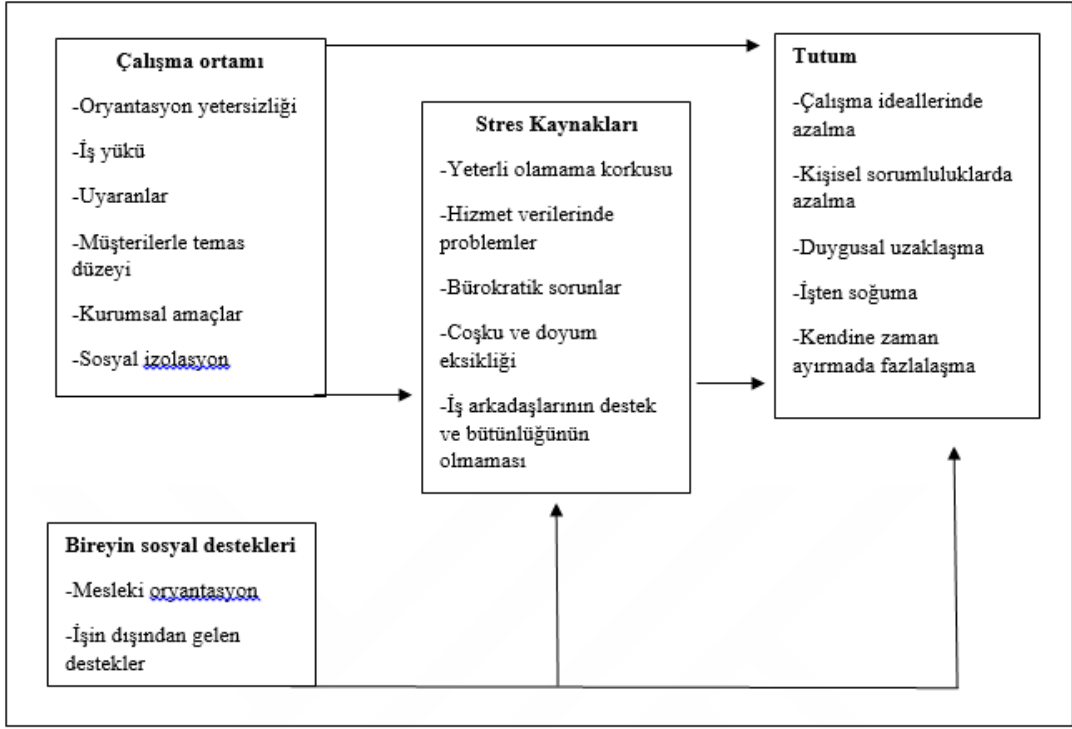 Çalışma ortamı
-Oryantasyon yetersizliği
-İş yükü
-Uyaranlar
-Müşterilerle temas
düzeyi
-Kurumsal amaçlar
-Sosyal izolasyon
Stres Kaynakları
-Yeterli olamama korkusu
-Hizmet verilerinde
problemler
-Bürokratik sorunlar
-Coşku ve doyum
eksikliği
-İş arkadaşlarının destek
ve bütünlüğünün
olmaması
Tutum
-Çalışma ideallerinde
azalma
-Kişisel sorumluluklarda
azalma
-Duygusal uzaklaşma
-İşten soğuma
-Kendine zaman
ayırmada fazlalaşma
Bireyin sosyal destekleri
-Mesleki oryantasyon
-İşin dışından gelen
destekler